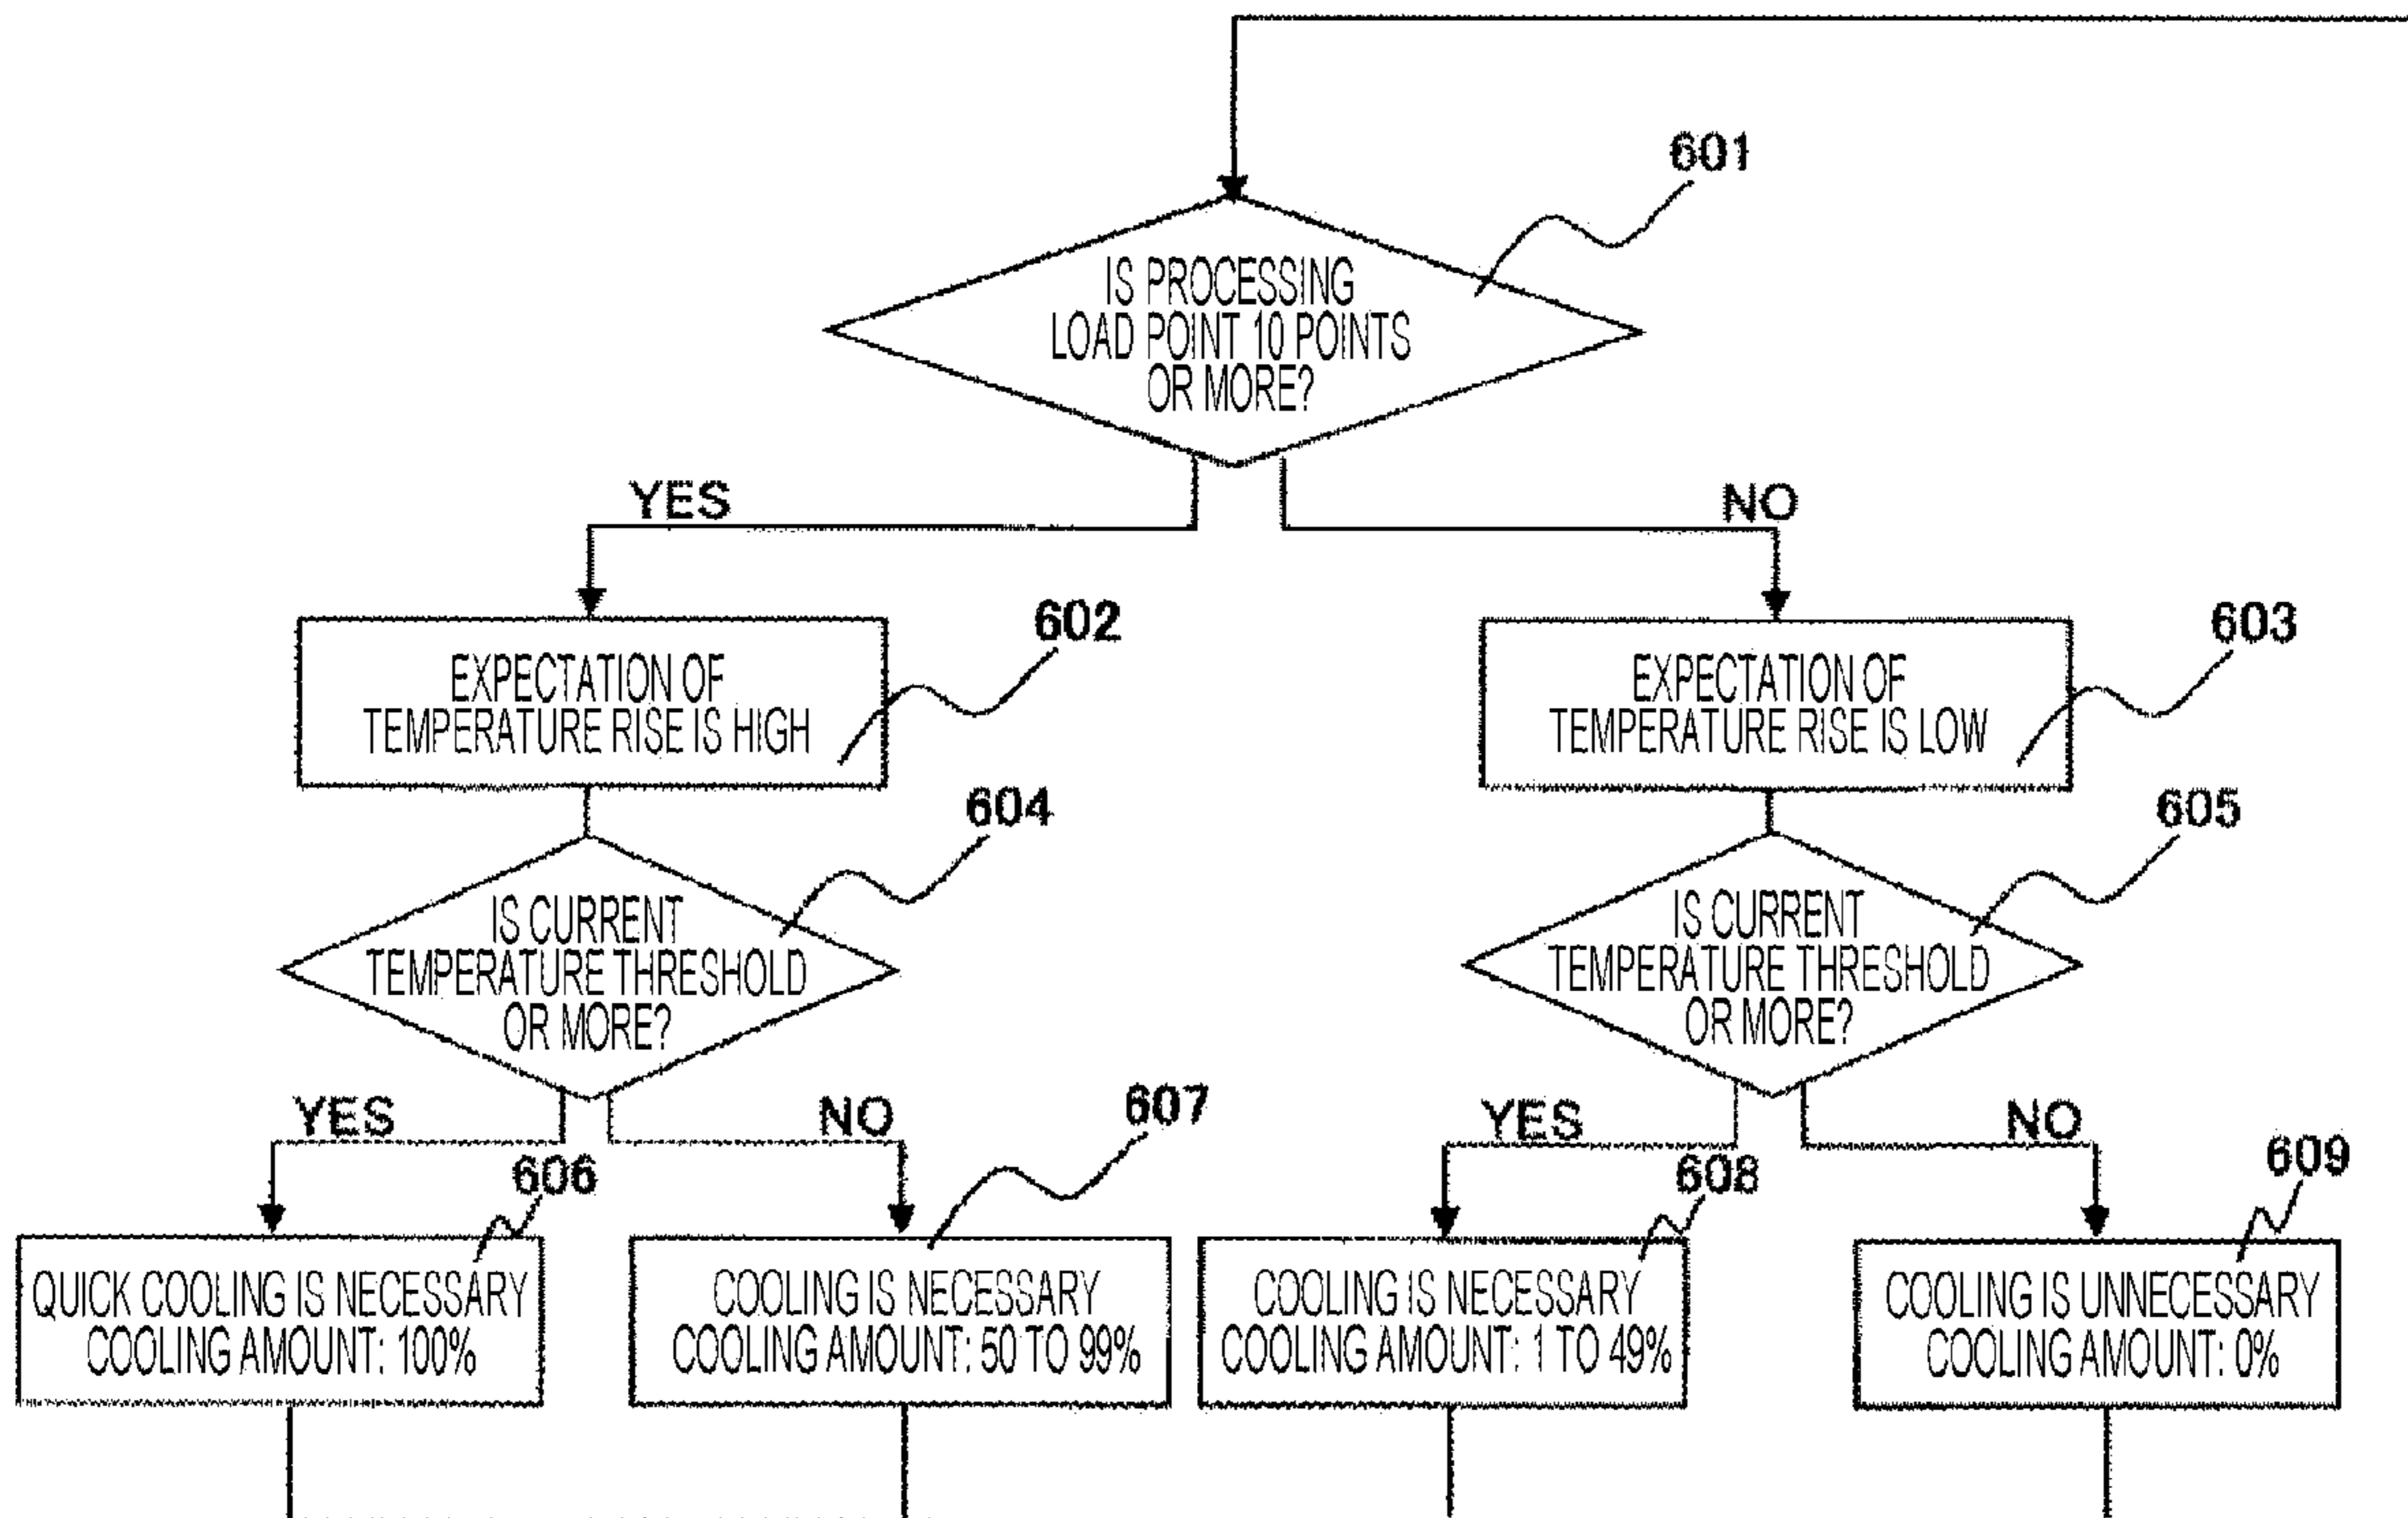 601
IS PROCESSING
LOAD POINT 10 POINTS
OR MORE?
YES
NO
602
EXPECTATION OF
TEMPERATURE RISE IS HIGH
603
EXPECTATION OF
TEMPERATURE RISE IS LOW
604
IS CURRENT
TEMPERATURE THRESHOLD
OR MORE?
605
IS CURRENT
TEMPERATURE THRESHOLD
OR MORE?
YES
NO
YES
NO
606
QUICK COOLING IS NECESSARY
COOLING AMOUNT: 100%
607
COOLING IS NECESSARY
COOLING AMOUNT: 50 TO 99%
608
COOLING IS NECESSARY
COOLING AMOUNT: 1 TO 49%
609
COOLING IS UNNECESSARY
COOLING AMOUNT: 0%